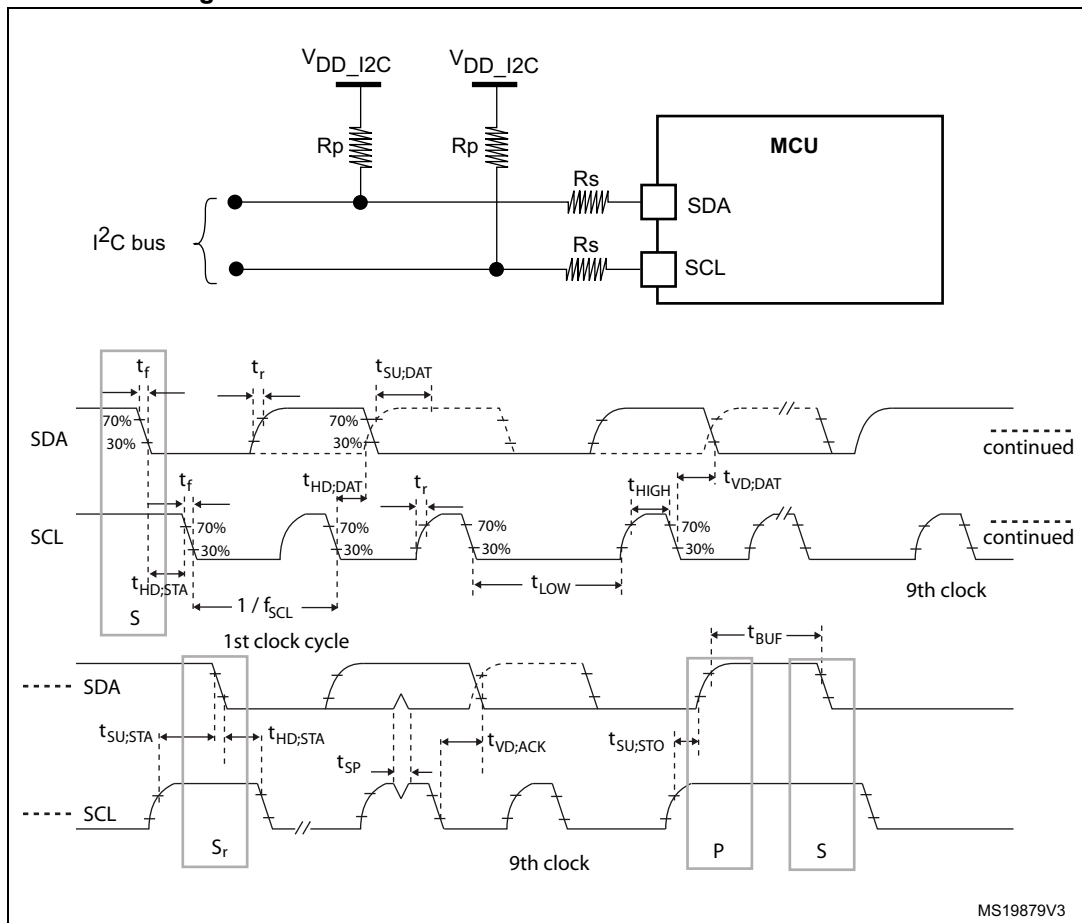 V_DD_I2C V_DD_I2C
Rp Rp
MCU
Rs
SDA
I²C bus
Rs
SCL
t_f t_r t_SU;DAT
70% 70%
SDA 30% 30%
continued
t_f t_HD;DAT t_r t_HIGH t_VD;DAT
SCL 70% 70% 70% 70%
30% 30% 30% 30%
continued
t_HD;STA t_LOW
S 1 / f_SCL 9th clock
1st clock cycle
t_BUF
SDA
t_SU;STA t_HD;STA t_SP t_VD;ACK t_SU;STO
SCL
S_r 9th clock P S
MS19879V3